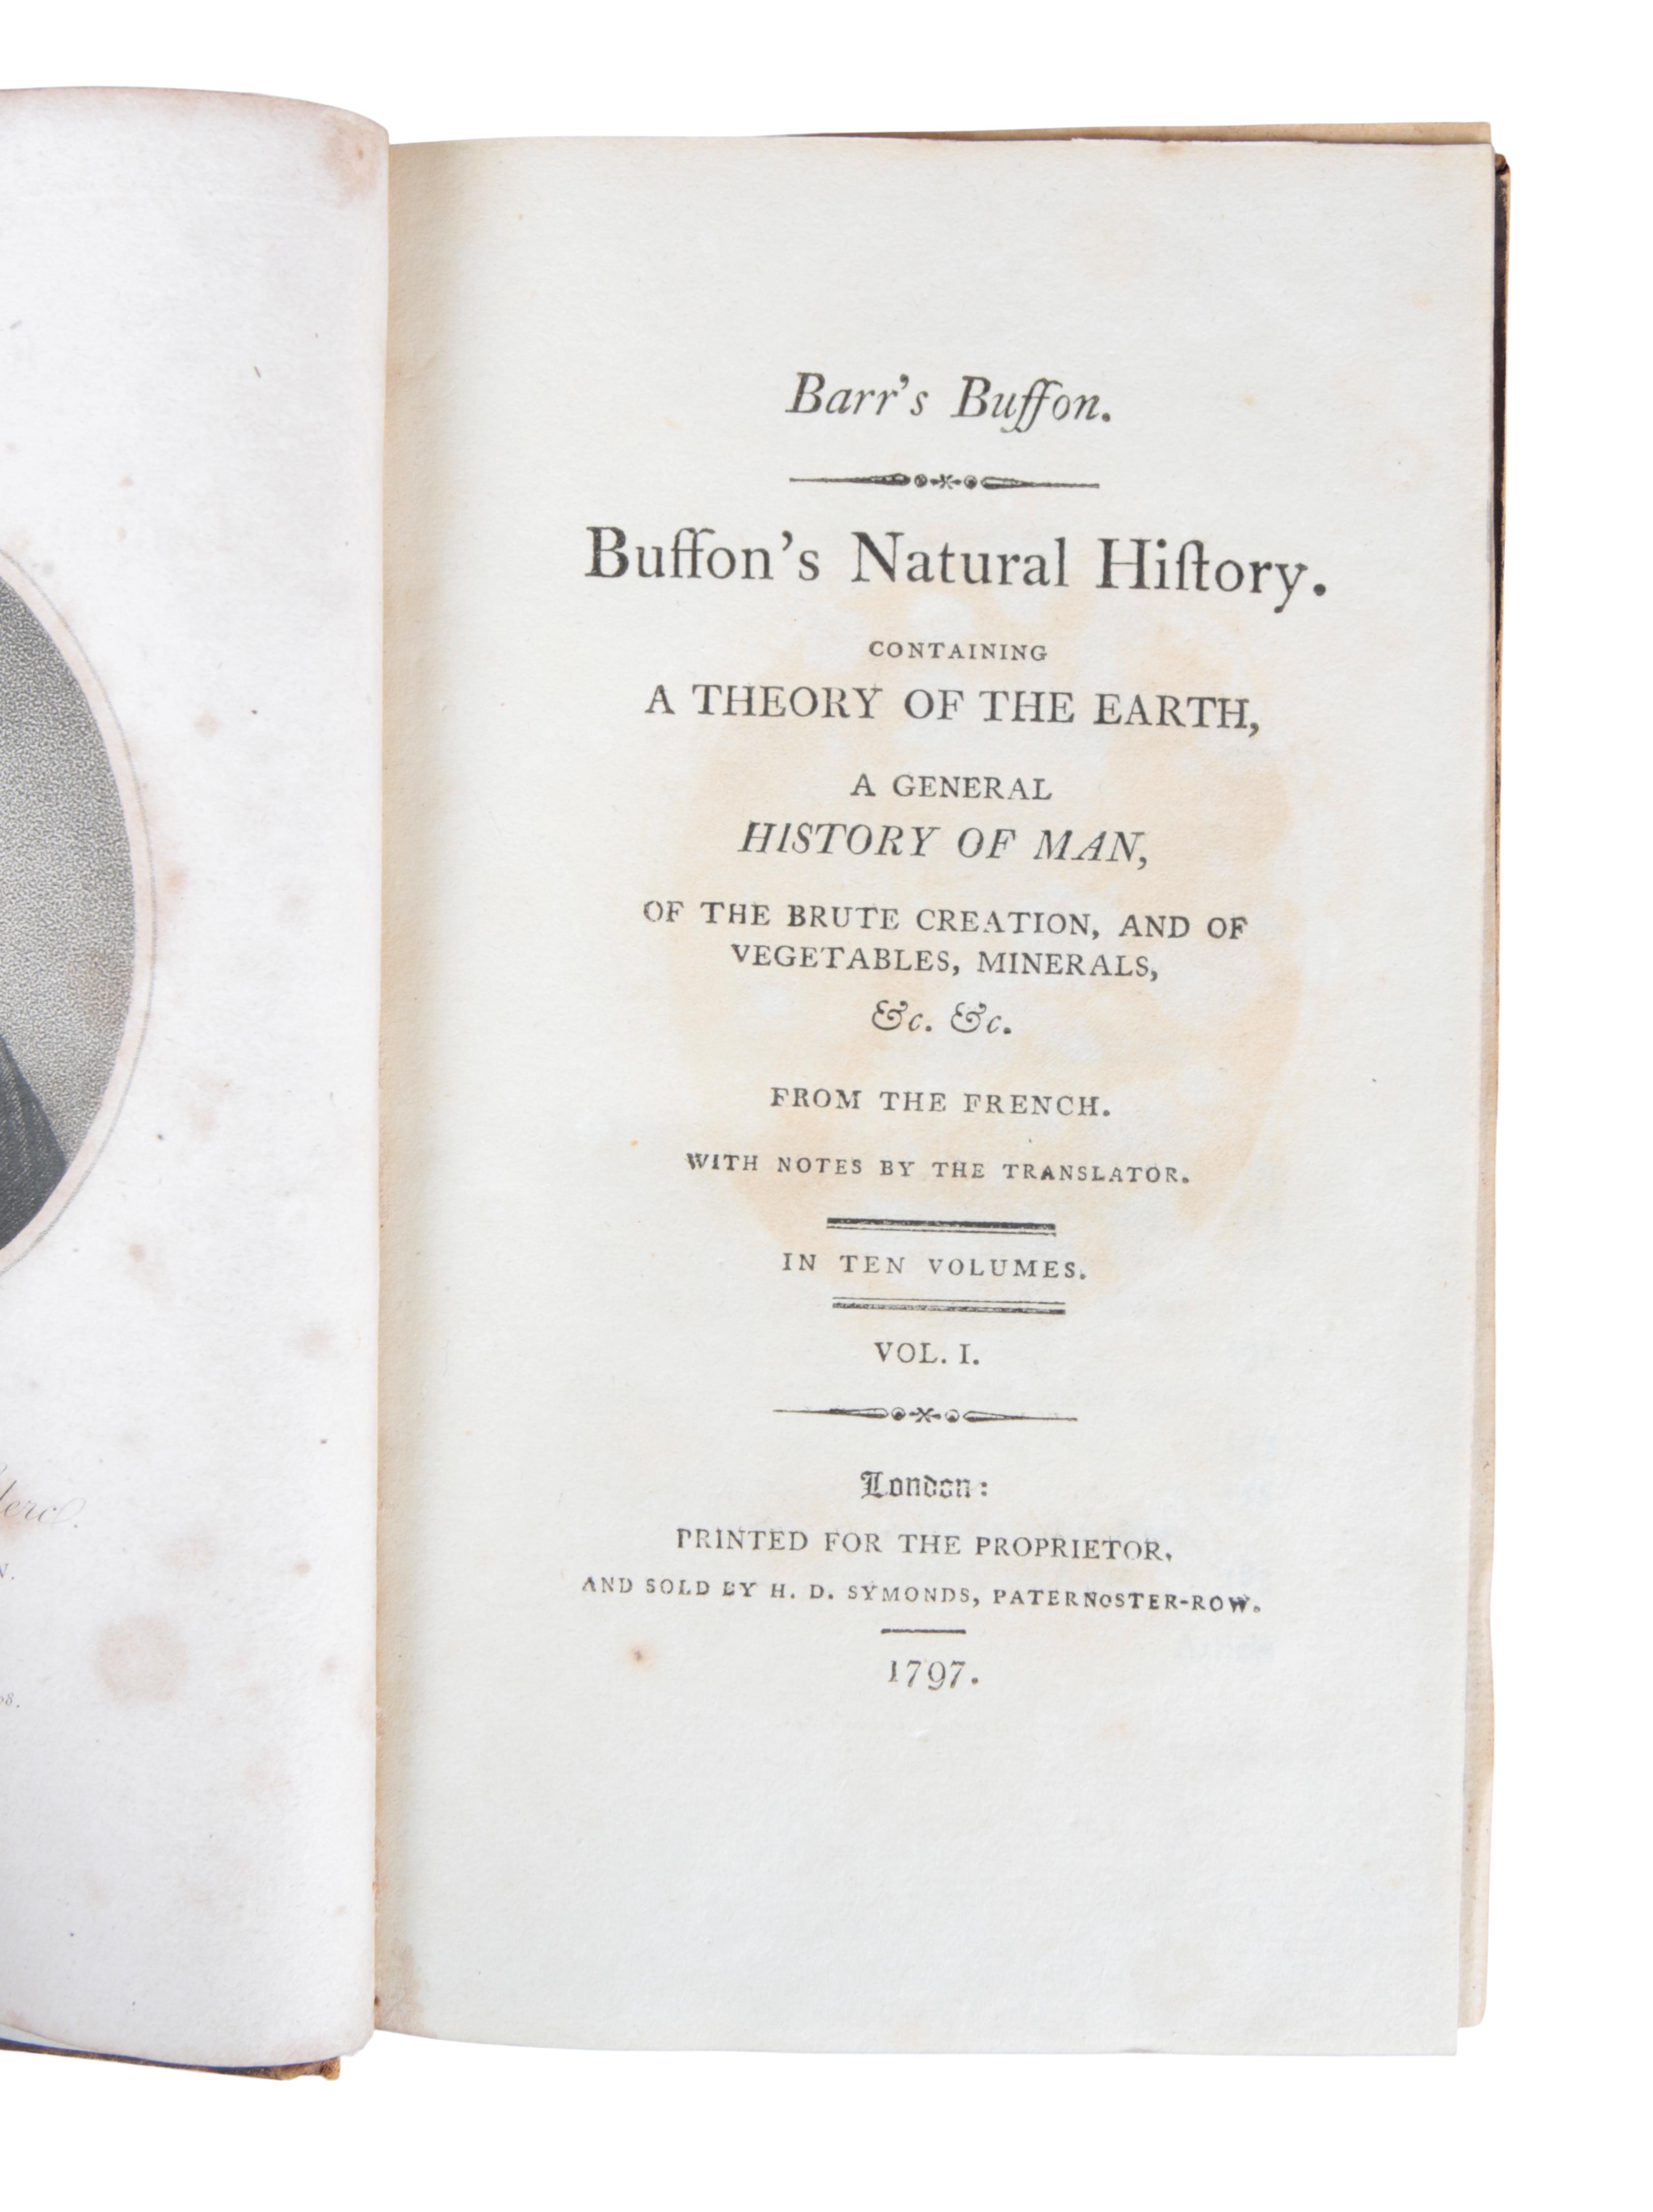 Barr's Buffon.
Buffon's Natural Hiſtory.
CONTAINING
A THEORY OF THE EARTH,
A GENERAL
HISTORY OF MAN,
OF THE BRUTE CREATION, AND OF
VEGETABLES, MINERALS,
&c. &c.
FROM THE FRENCH.
WITH NOTES BY THE TRANSLATOR.
IN TEN VOLUMES.
VOL. I.
London:
PRINTED FOR THE PROPRIETOR,
AND SOLD BY H. D. SYMONDS, PATERNOSTER-ROW.
1797.